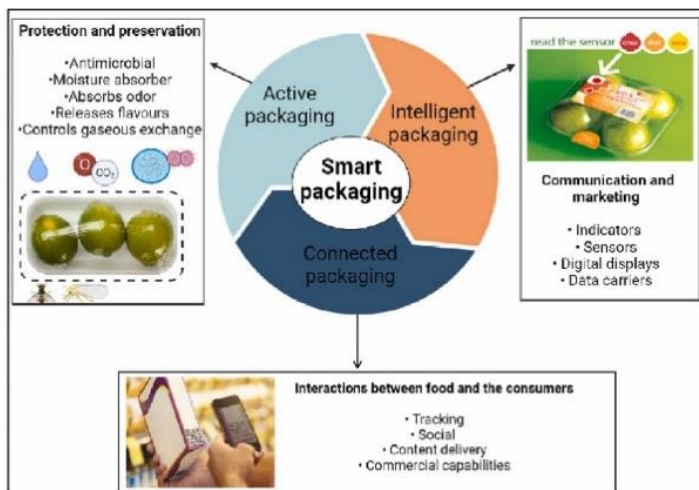 Protection and preservation
•Antimicrobial
•Moisture absorber
•Absorbs odor
•Releases flavours
•Controls gaseous exchange
O
CO₂
Active
packaging
Intelligent
packaging
Smart
packaging
Connected
packaging
read the sensor
Communication and
marketing
• Indicators
• Sensors
• Digital displays
• Data carriers
Interactions between food and the consumers
• Tracking
• Social
• Content delivery
• Commercial capabilities